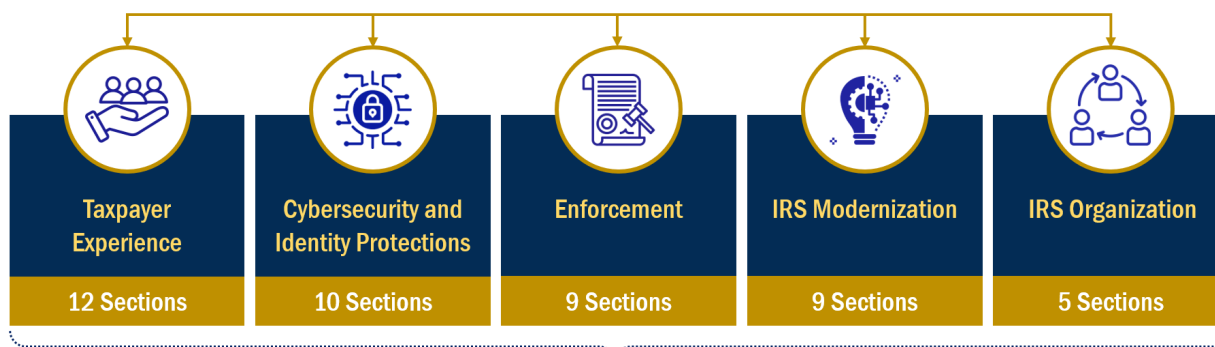 Taxpayer
Experience
12 Sections
Cybersecurity and
Identity Protections
10 Sections
Enforcement
9 Sections
IRS Modernization
9 Sections
IRS Organization
5 Sections